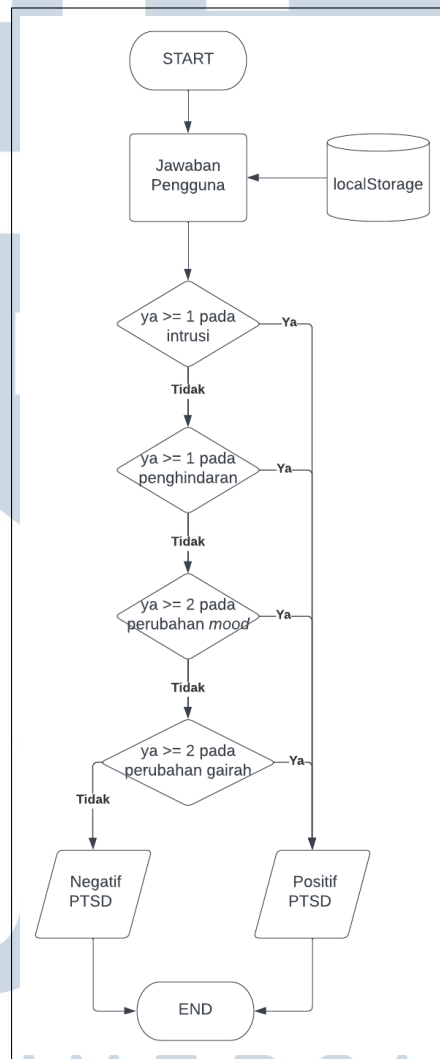 START
Jawaban
Pengguna
localStorage
ya >= 1 pada
intrusi
Ya
Tidak
ya >= 1 pada
penghindaran
Ya
Tidak
ya >= 2 pada
perubahan mood
Ya
Tidak
ya >= 2 pada
perubahan gairah
Ya
Tidak
Negatif
PTSD
Positif
PTSD
END